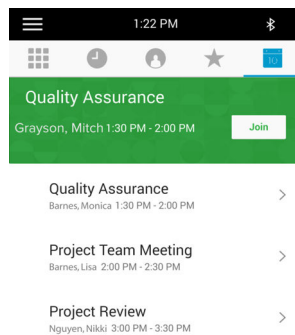 1:22 PM
10
Quality Assurance
Grayson, Mitch 1:30 PM - 2:00 PM
Join
Quality Assurance
Barnes, Monica 1:30 PM - 2:00 PM
Project Team Meeting
Barnes, Lisa 2:00 PM - 2:30 PM
Project Review
Nguyen, Nikki 3:00 PM - 3:30 PM